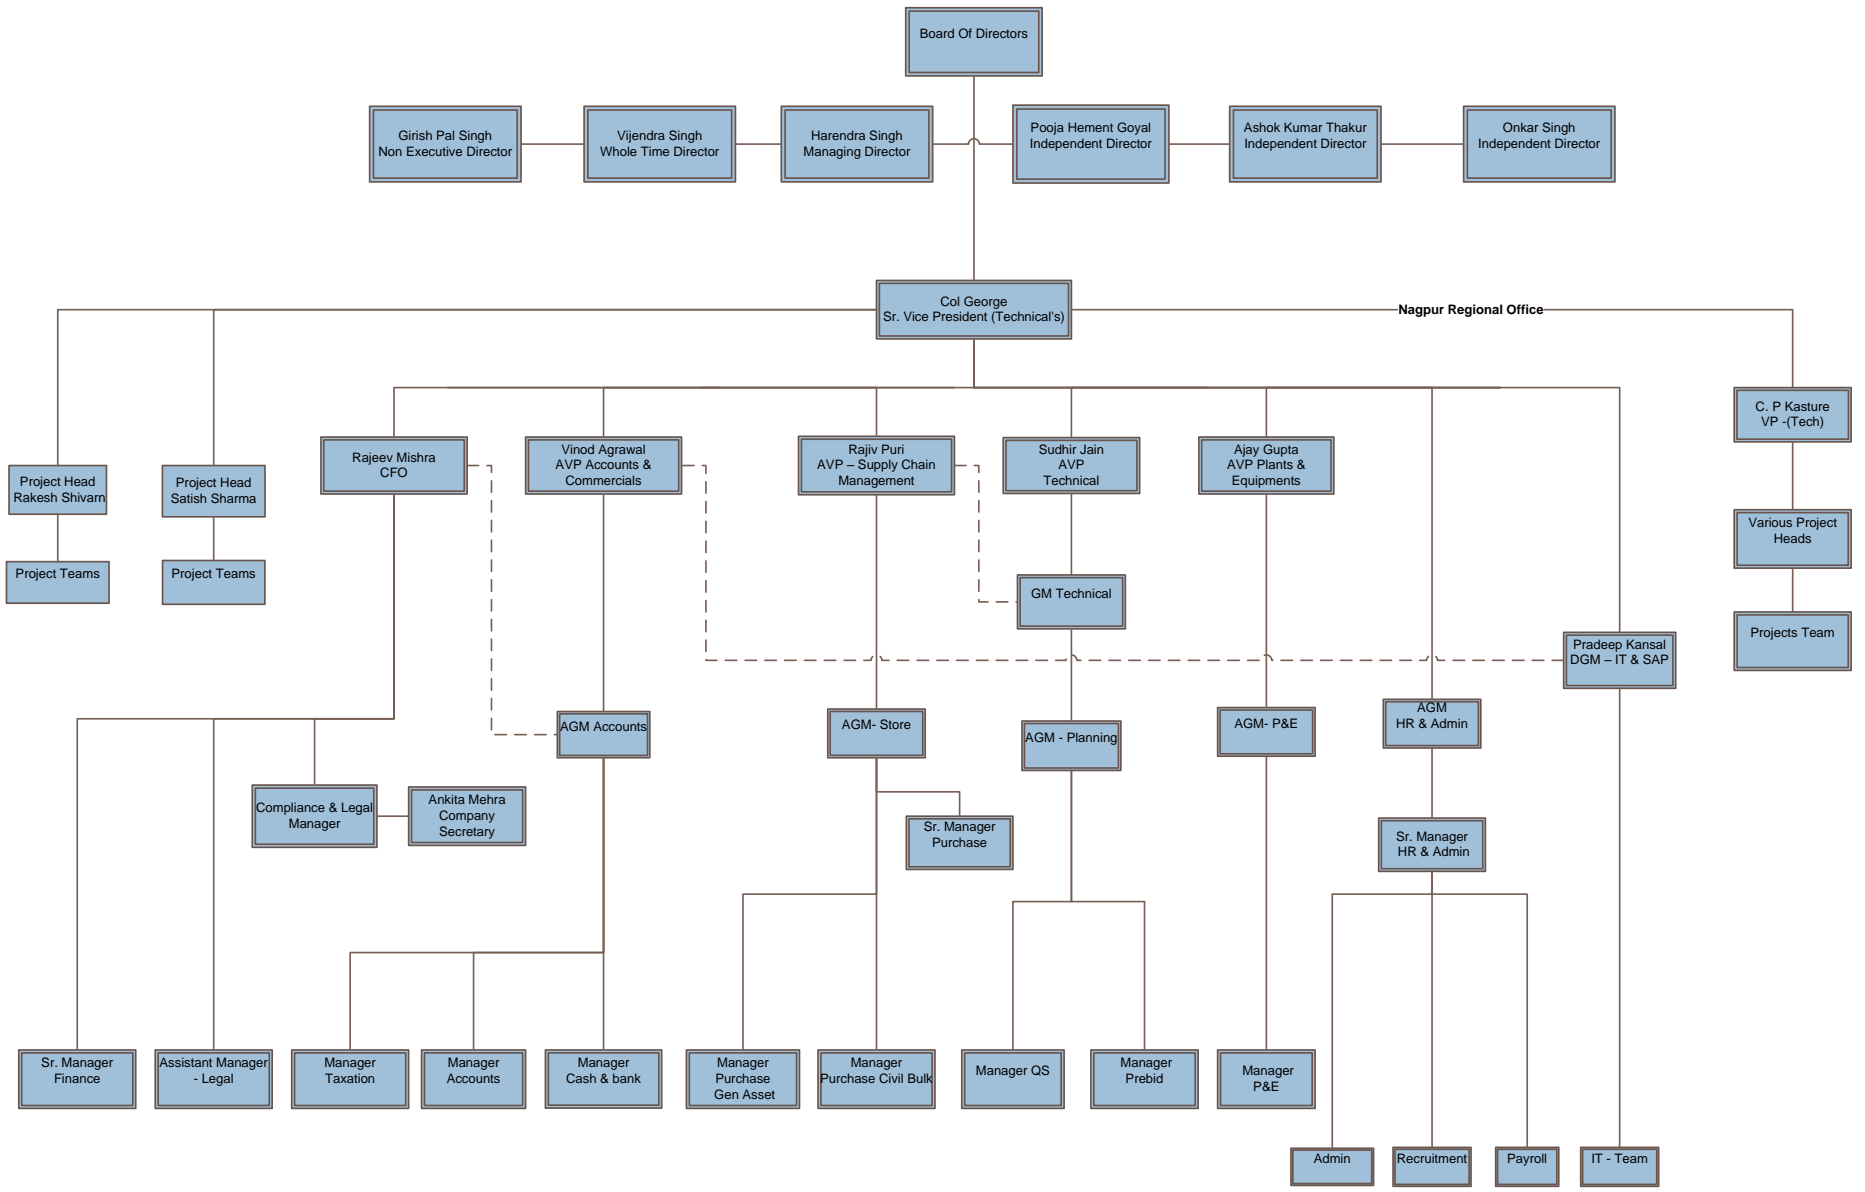 Board Of Directors
Girish Pal Singh
Non Executive Director
Vijendra Singh
Whole Time Director
Harendra Singh
Managing Director
Pooja Hement Goyal
Independent Director
Ashok Kumar Thakur
Independent Director
Onkar Singh
Independent Director
Col George
Sr. Vice President (Technical's)
Nagpur Regional Office
C. P Kasture
VP -(Tech)
Rajeev Mishra
CFO
Vinod Agrawal
AVP Accounts &
Commercials
Rajiv Puri
AVP – Supply Chain
Management
Sudhir Jain
AVP
Technical
Ajay Gupta
AVP Plants &
Equipments
Project Head
Rakesh Shivarn
Project Head
Satish Sharma
Various Project
Heads
Project Teams
Project Teams
GM Technical
Projects Team
Pradeep Kansal
DGM – IT & SAP
AGM Accounts
AGM- Store
AGM - Planning
AGM- P&E
AGM
HR & Admin
Compliance & Legal
Manager
Ankita Mehra
Company
Secretary
Sr. Manager
Purchase
Sr. Manager
HR & Admin
Sr. Manager
Finance
Assistant Manager
- Legal
Manager
Taxation
Manager
Accounts
Manager
Cash & bank
Manager
Purchase
Gen Asset
Manager
Purchase Civil Bulk
Manager QS
Manager
Prebid
Manager
P&E
Admin
Recruitment
Payroll
IT - Team